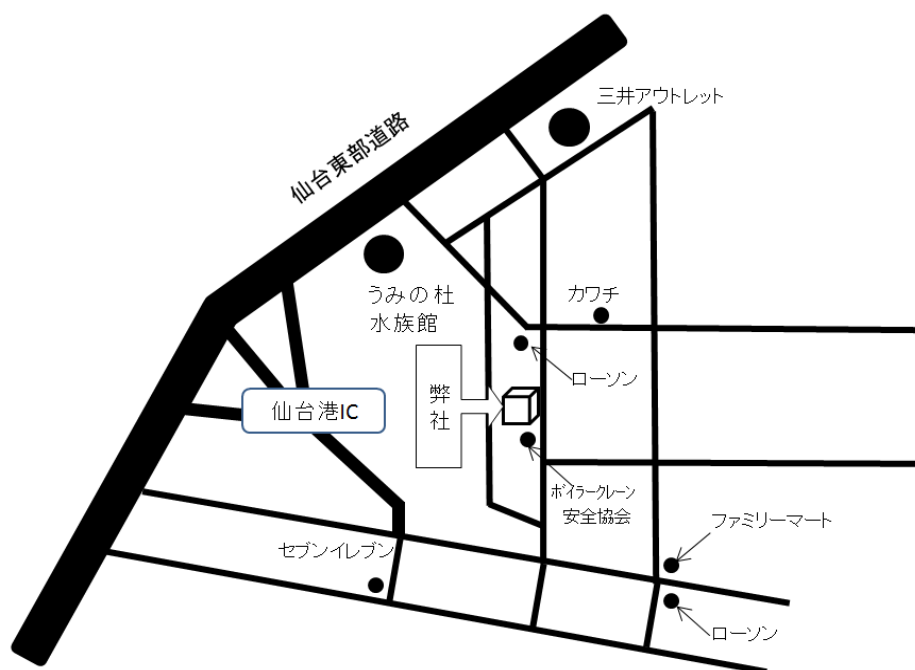 三井アウトレット
仙台東部道路
うみの杜
水族館
カワチ
ローソン
弊社
仙台港IC
ボイラークレーン
安全協会
ファミリーマート
セブンイレブン
ローソン